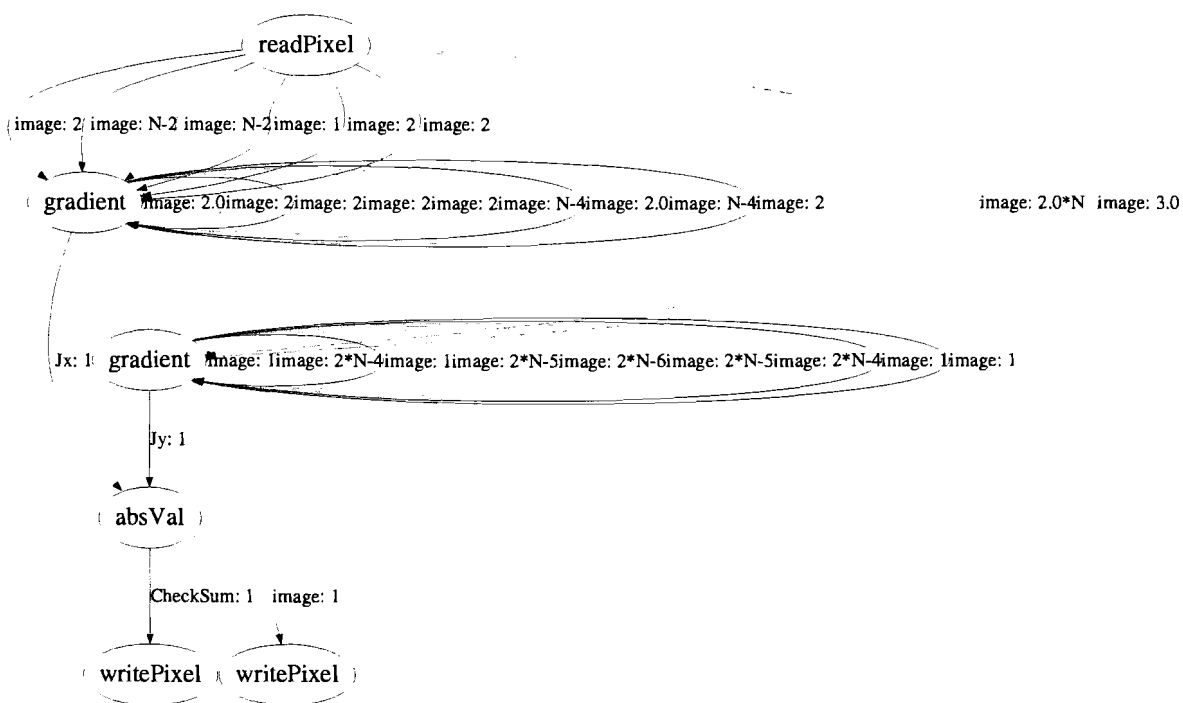 readPixel
image: 2 image: N-2 image: N-2 image: 1 image: 2 image: 2
gradient image: 2.0 image: 2 image: 2 image: 2 image: 2 image: N-4 image: 2.0 image: N-4 image: 2 image: 2.0*N image: 3.0
Jx: 1 gradient image: 1 image: 2*N-4 image: 1 image: 2*N-5 image: 2*N-6 image: 2*N-5 image: 2*N-4 image: 1 image: 1
Jy: 1
absVal
CheckSum: 1 image: 1
writePixel writePixel